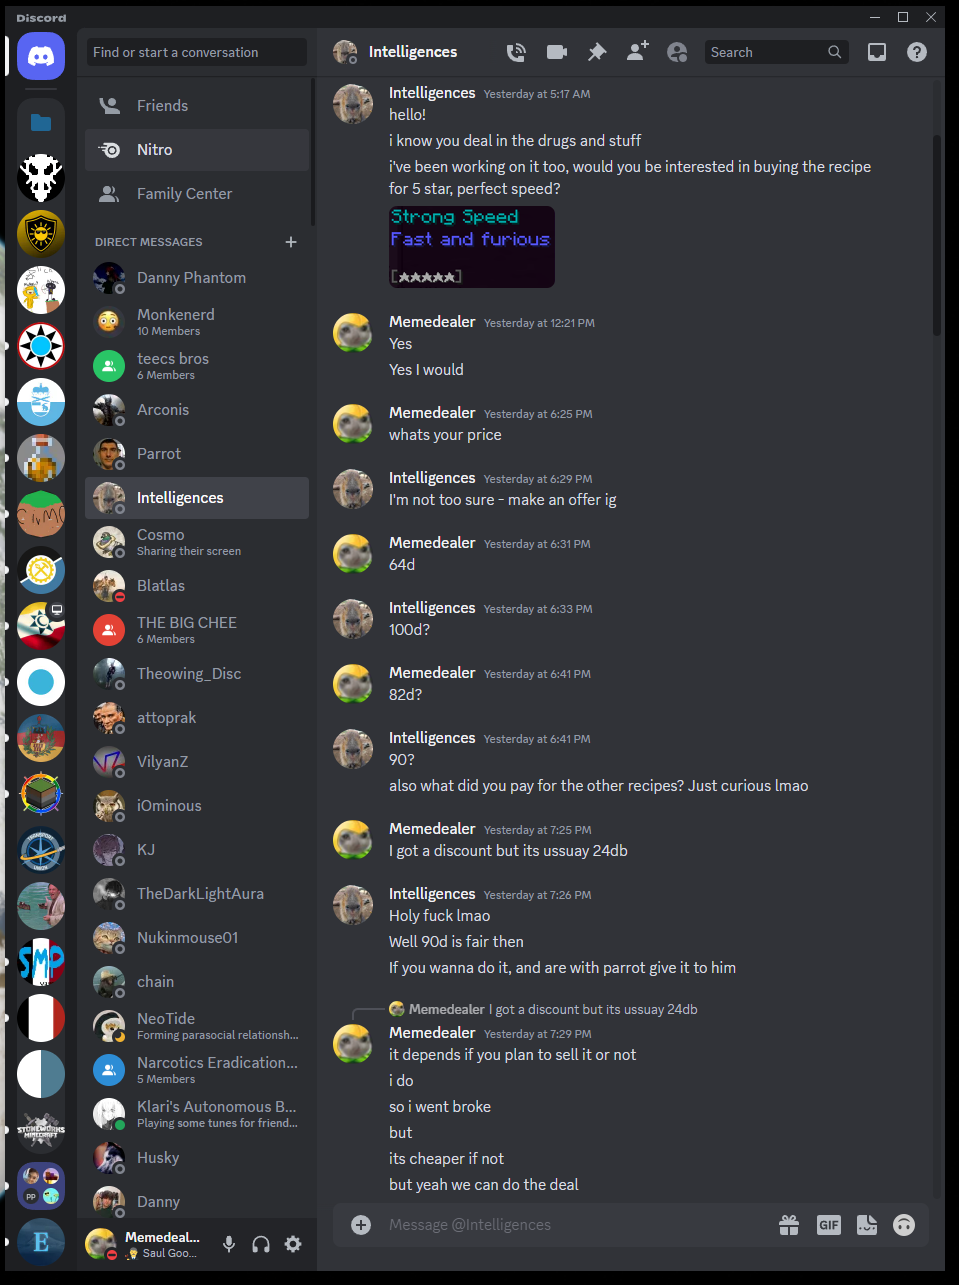 Discord
Find or start a conversation
Friends
Nitro
Family Center
DIRECT MESSAGES
Danny Phantom
Monkenerd
10 Members
teecs bros
6 Members
Arconis
Parrot
Intelligences
Cosmo
Sharing their screen
Blatlas
THE BIG CHEE
6 Members
Theowing_Disc
attoprak
VilyanZ
iOminous
KJ
TheDarkLightAura
Nukinmouse01
chain
NeoTide
Forming parasocial relationsh...
Narcotics Eradication...
5 Members
Klari's Autonomous B...
Playing some tunes for friend...
Husky
Danny
Memedeal...
Saul Goo...
Intelligences
Search
Intelligences Yesterday at 5:17 AM
hello!
i know you deal in the drugs and stuff
i've been working on it too, would you be interested in buying the recipe
for 5 star, perfect speed?
Strong Speed
Fast and furious
[★★★★★]
Memedealer Yesterday at 12:21 PM
Yes
Yes I would
Memedealer Yesterday at 6:25 PM
whats your price
Intelligences Yesterday at 6:29 PM
I'm not too sure - make an offer ig
Memedealer Yesterday at 6:31 PM
64d
Intelligences Yesterday at 6:33 PM
100d?
Memedealer Yesterday at 6:41 PM
82d?
Intelligences Yesterday at 6:41 PM
90?
also what did you pay for the other recipes? Just curious lmao
Memedealer Yesterday at 7:25 PM
I got a discount but its ussuay 24db
Intelligences Yesterday at 7:26 PM
Holy fuck lmao
Well 90d is fair then
If you wanna do it, and are with parrot give it to him
Memedealer I got a discount but its ussuay 24db
Memedealer Yesterday at 7:29 PM
it depends if you plan to sell it or not
i do
so i went broke
but
its cheaper if not
but yeah we can do the deal
Message @Intelligences
GIF
SMP
STONEWORKS
MINECRAFT
PP
E